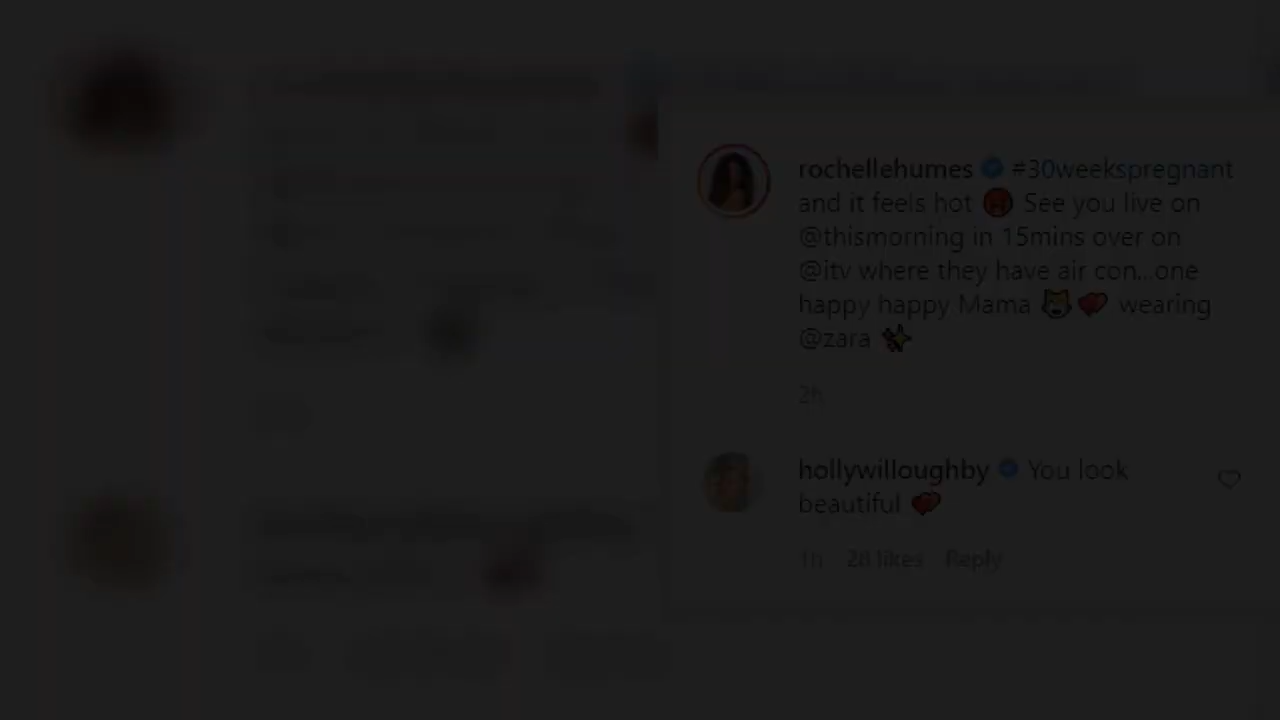 rochellehumes #30weekspregnant
and it feels hot 🥵 See you live on
@thismorning in 15mins over on
@itv where they have air con...one
happy happy Mama 😹💕 wearing
@zara ✨
2h
hollywilloughby You look
beautiful 💕
1h 28 likes Reply